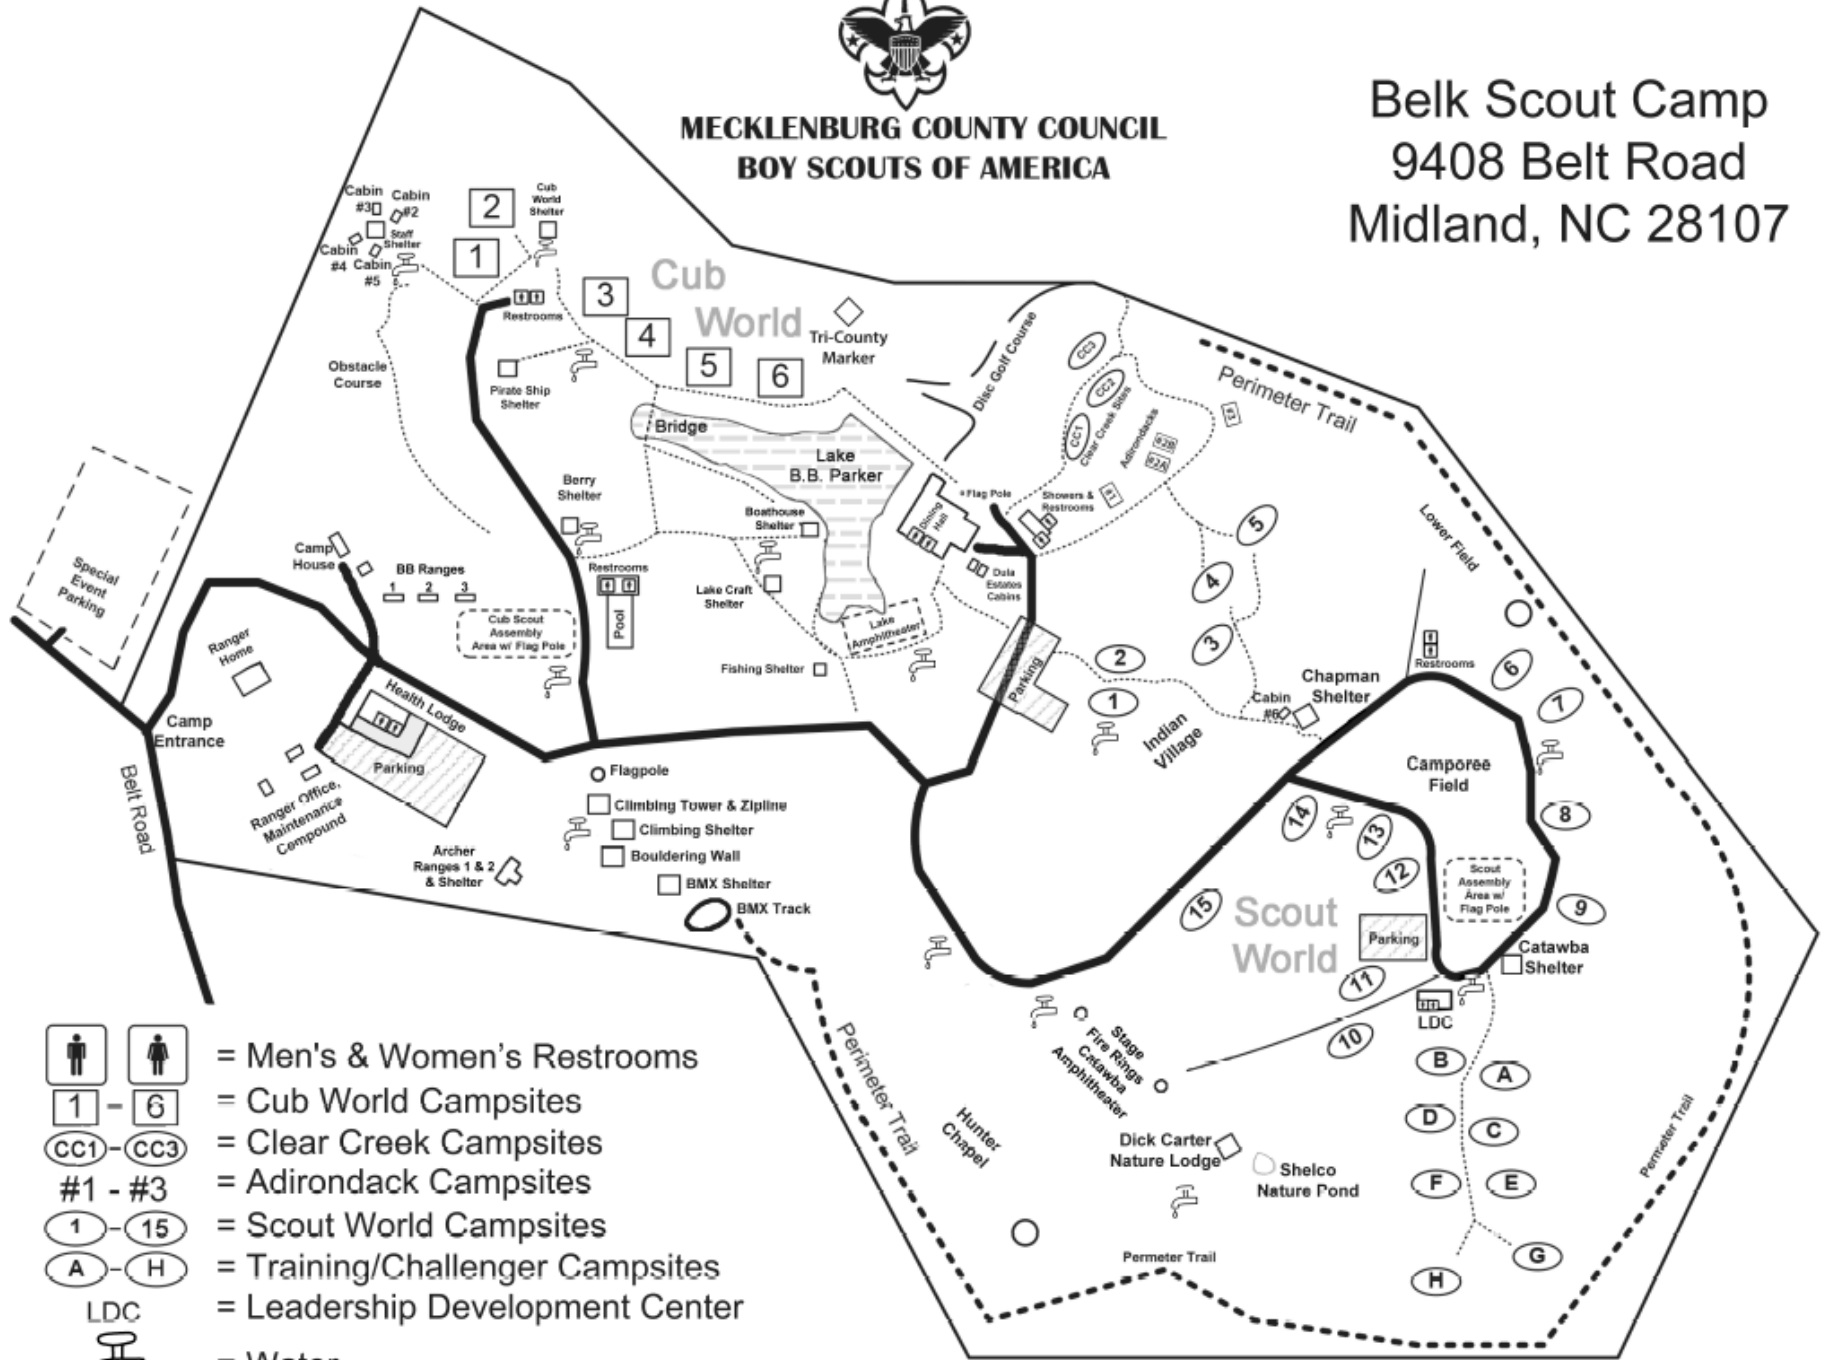 MECKLENBURG COUNTY COUNCIL
BOY SCOUTS OF AMERICA
Belk Scout Camp
9408 Belt Road
Midland, NC 28107
Cabin
#3
Cabin
#2
Staff
Shelter
Cabin
#4
Cabin
#5
2
1
Cub
World
Shelter
Restrooms
3
4
5
6
Cub
World
Tri-County
Marker
Obstacle
Course
Pirate Ship
Shelter
Bridge
Lake
B.B. Parker
Disc Golf Course
CC3
CC2
CC1
Clear Creek Sites
Adirondacks
#3
#2B
#2A
#1
Perimeter Trail
Lower Field
Berry
Shelter
Boathouse
Shelter
Dining
Hall
Flag Pole
Showers &
Restrooms
Dula
Estates
Cabins
5
4
3
2
1
Special
Event
Parking
Camp
House
BB Ranges
1 2 3
Cub Scout
Assembly
Area w/ Flag Pole
Restrooms
Pool
Lake Craft
Shelter
Lake
Amphitheater
Fishing Shelter
Parking
Indian
Village
Cabin
#6
Chapman
Shelter
Restrooms
6
7
8
9
Camporee
Field
Ranger
Home
Camp
Entrance
Health Lodge
Parking
Belt Road
Ranger Office,
Maintenance
Compound
Flagpole
Climbing Tower & Zipline
Climbing Shelter
Bouldering Wall
BMX Shelter
BMX Track
Archer
Ranges 1 & 2
& Shelter
14
13
12
15
Scout
World
Parking
Scout
Assembly
Area w/
Flag Pole
Catawba
Shelter
11
10
LDC
B
A
D
C
F
E
G
H
Stage
Fire Rings
Catawba
Amphitheater
Perimeter Trail
Hunter
Chapel
Dick Carter
Nature Lodge
Shelco
Nature Pond
Permeter Trail
Permeter Trail
= Men's & Women's Restrooms
1 - 6 = Cub World Campsites
CC1 - CC3 = Clear Creek Campsites
#1 - #3 = Adirondack Campsites
1 - 15 = Scout World Campsites
A - H = Training/Challenger Campsites
LDC = Leadership Development Center
= Water